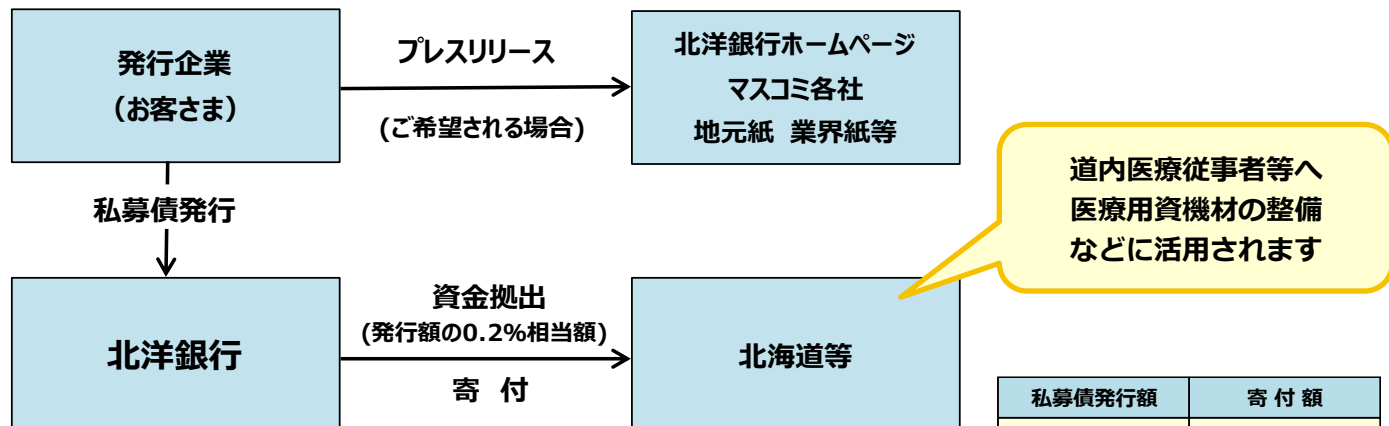 発行企業
(お客さま)
プレスリリース
(ご希望される場合)
北洋銀行ホームページ
マスコミ各社
地元紙 業界紙等
道内医療従事者等へ
医療用資機材の整備
などに活用されます
私募債発行
北洋銀行
資金拠出
(発行額の0.2%相当額)
寄 付
北海道等
私募債発行額 寄 付 額